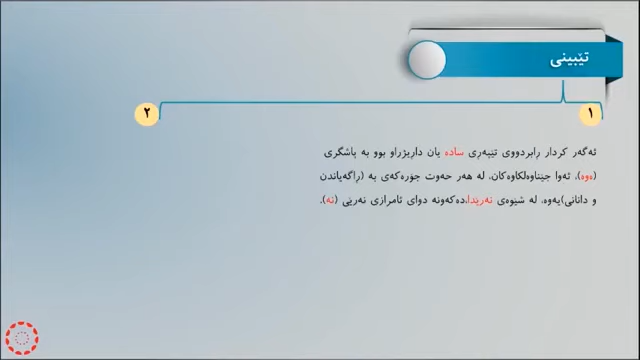 تێبینی
١
٢
ئەگەر کردار ڕابردووی تێپەڕی سادە یان داڕێژراو بوو بە پاشگری
(ەوە)، ئەوا جێناوەلکاوەکان، لە هەر حەوت جۆرەکەی بە (ڕاگەیاندن
و دانانی)یەوە، لە شێوەی نەرێدا،دەکەونە دوای ئامرازی نەرێی (نە).